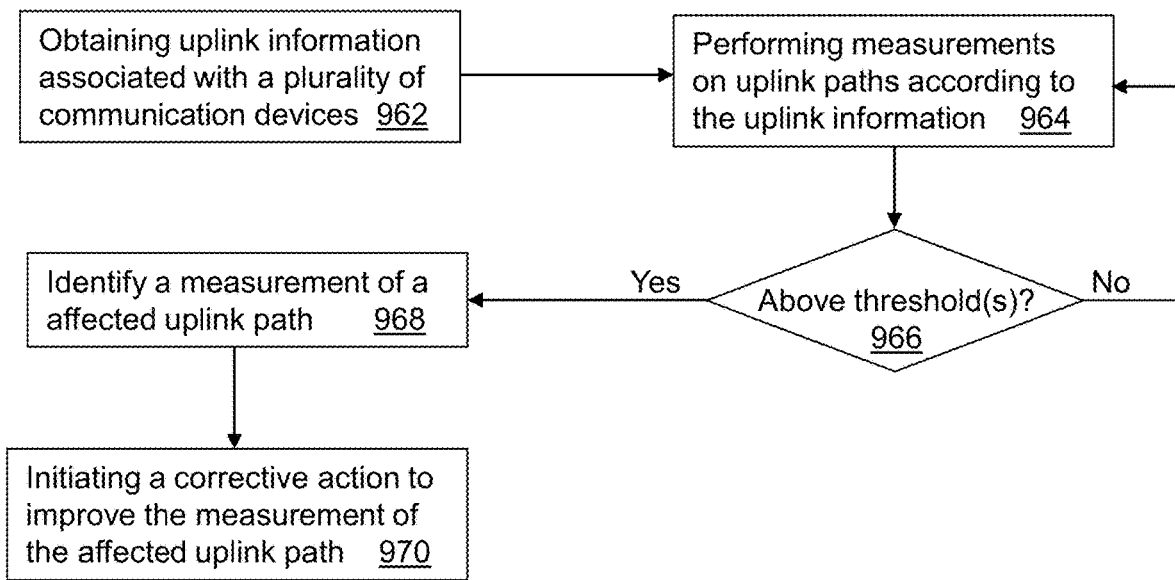 Obtaining uplink information
associated with a plurality of
communication devices 962
Performing measurements
on uplink paths according to
the uplink information 964
Above threshold(s)?
966
Yes
No
Identify a measurement of a
affected uplink path 968
Initiating a corrective action to
improve the measurement of
the affected uplink path 970